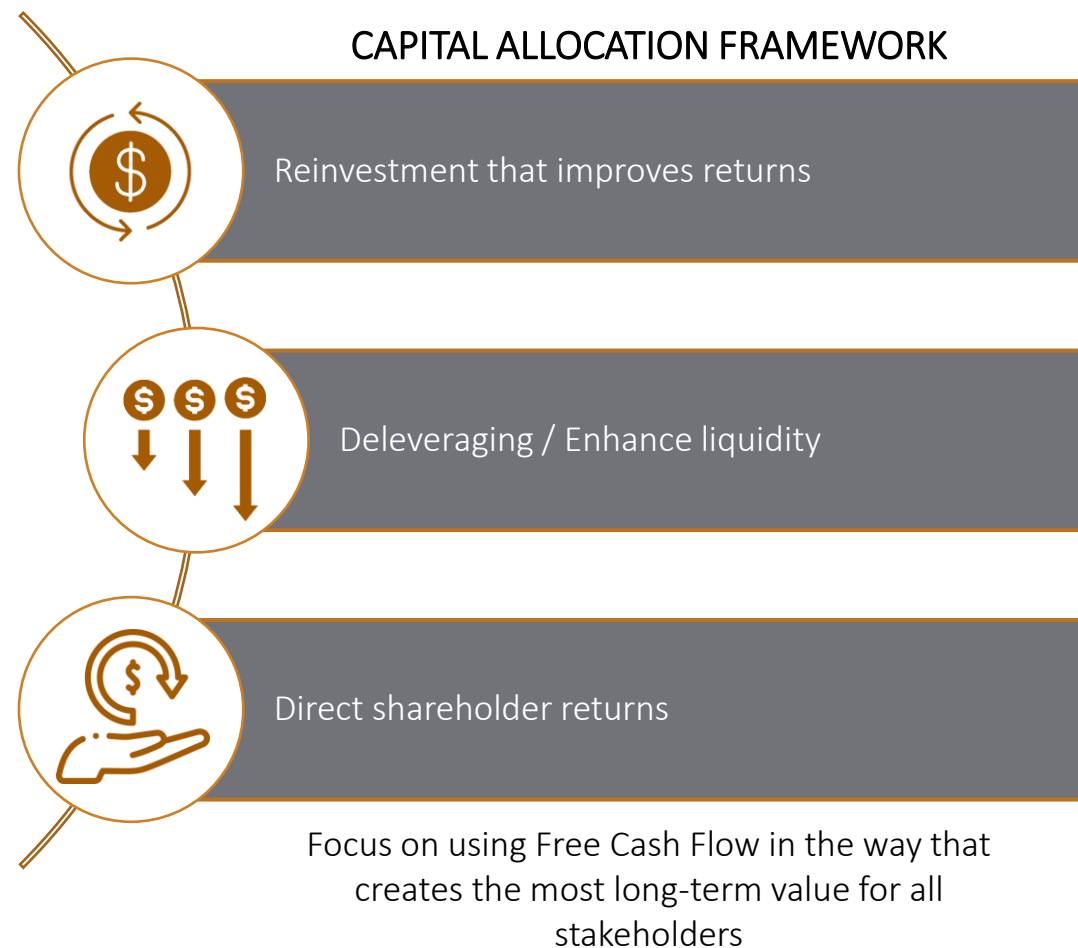 CAPITAL ALLOCATION FRAMEWORK
$
Reinvestment that improves returns
$ $ $
Deleveraging / Enhance liquidity
$
Direct shareholder returns
Focus on using Free Cash Flow in the way that
creates the most long-term value for all
stakeholders